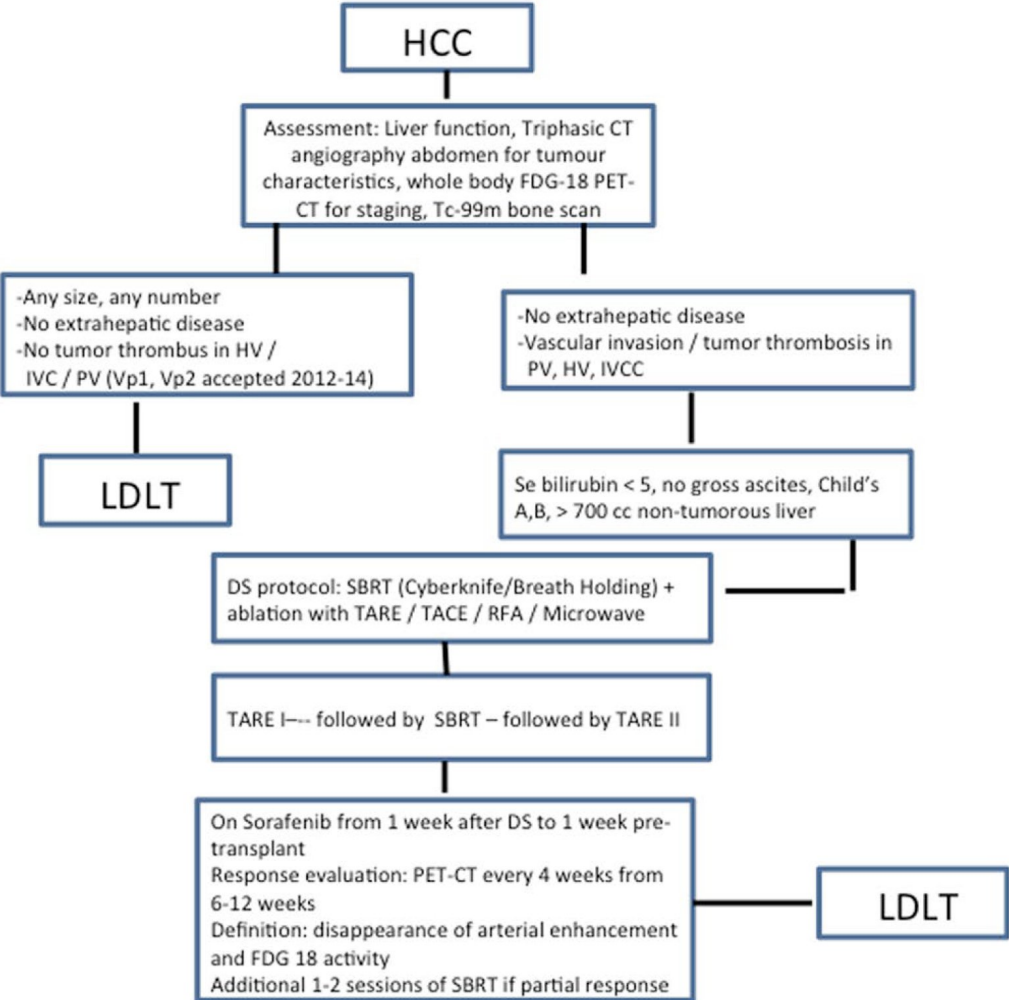 HCC
Assessment: Liver function, Triphasic CT
angiography abdomen for tumour
characteristics, whole body FDG-18 PET-
CT for staging, Tc-99m bone scan
-Any size, any number
-No extrahepatic disease
-No tumor thrombus in HV /
IVC / PV (Vp1, Vp2 accepted 2012-14)
-No extrahepatic disease
-Vascular invasion / tumor thrombosis in
PV, HV, IVCC
LDLT
Se bilirubin < 5, no gross ascites, Child's
A,B, > 700 cc non-tumorous liver
DS protocol: SBRT (Cyberknife/Breath Holding) +
ablation with TARE / TACE / RFA / Microwave
TARE I–-- followed by SBRT – followed by TARE II
On Sorafenib from 1 week after DS to 1 week pre-
transplant
Response evaluation: PET-CT every 4 weeks from
6-12 weeks
Definition: disappearance of arterial enhancement
and FDG 18 activity
Additional 1-2 sessions of SBRT if partial response
LDLT